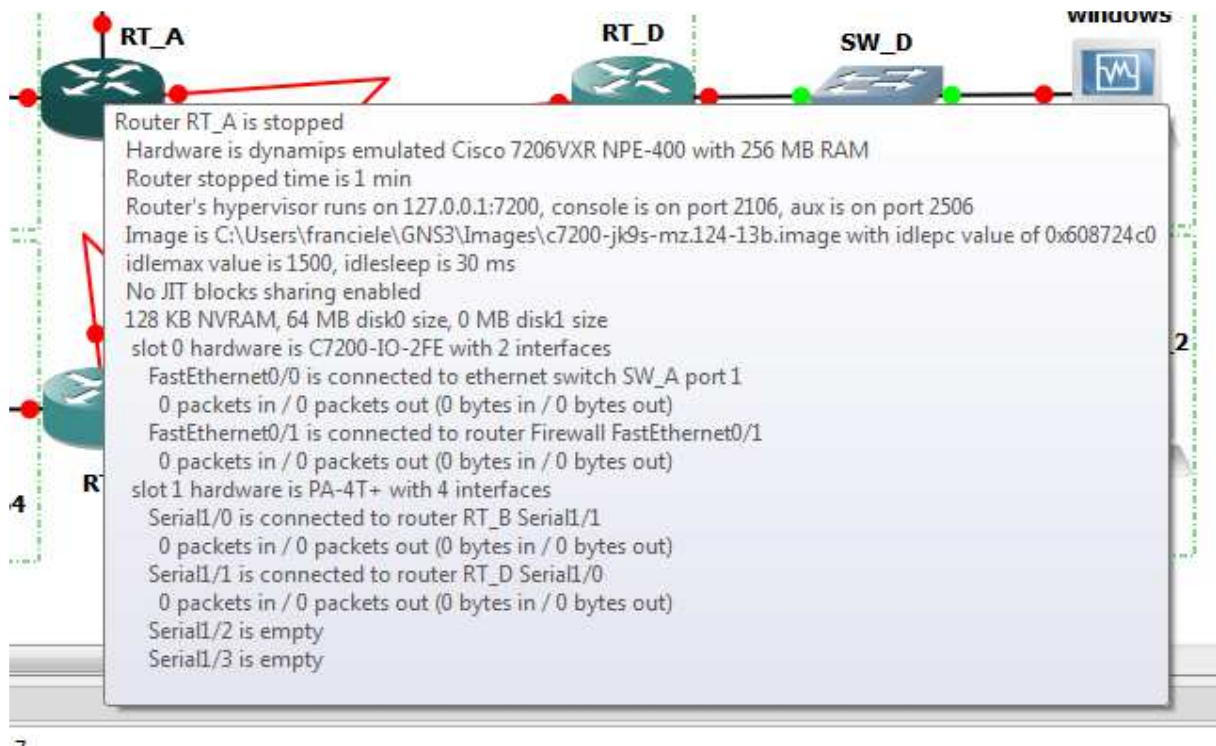 windows
RT_A
RT_D
SW_D
Router RT_A is stopped
Hardware is dynamips emulated Cisco 7206VXR NPE-400 with 256 MB RAM
Router stopped time is 1 min
Router's hypervisor runs on 127.0.0.1:7200, console is on port 2106, aux is on port 2506
Image is C:\Users\franciele\GNS3\Images\c7200-jk9s-mz.124-13b.image with idlepc value of 0x608724c0
idlemax value is 1500, idlesleep is 30 ms
No JIT blocks sharing enabled
128 KB NVRAM, 64 MB disk0 size, 0 MB disk1 size
slot 0 hardware is C7200-IO-2FE with 2 interfaces
FastEthernet0/0 is connected to ethernet switch SW_A port 1
0 packets in / 0 packets out (0 bytes in / 0 bytes out)
FastEthernet0/1 is connected to router Firewall FastEthernet0/1
0 packets in / 0 packets out (0 bytes in / 0 bytes out)
slot 1 hardware is PA-4T+ with 4 interfaces
Serial1/0 is connected to router RT_B Serial1/1
0 packets in / 0 packets out (0 bytes in / 0 bytes out)
Serial1/1 is connected to router RT_D Serial1/0
0 packets in / 0 packets out (0 bytes in / 0 bytes out)
Serial1/2 is empty
Serial1/3 is empty
2
4